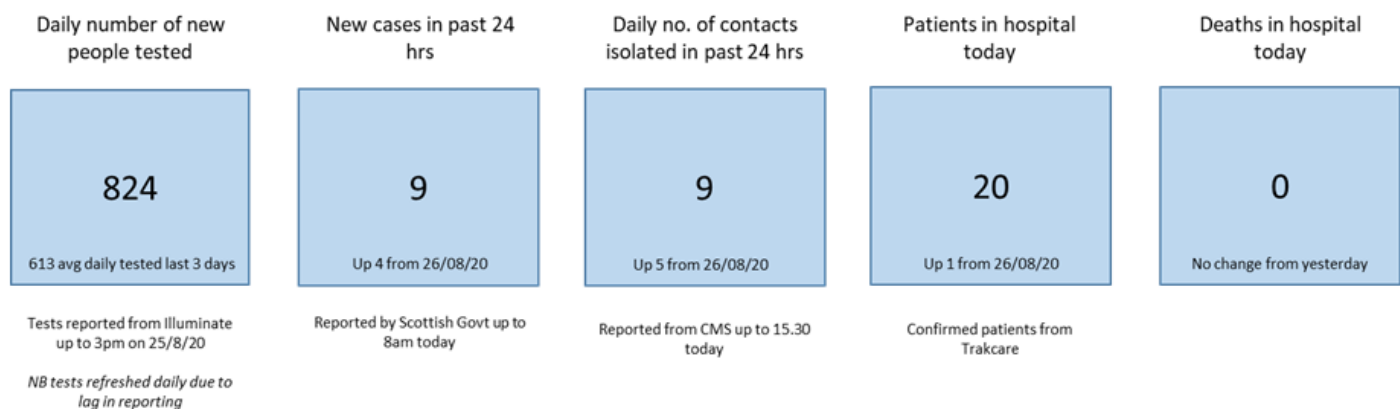 Daily number of new
people tested
824
613 avg daily tested last 3 days
Tests reported from Illuminate
up to 3pm on 25/8/20
NB tests refreshed daily due to
lag in reporting
New cases in past 24
hrs
9
Up 4 from 26/08/20
Reported by Scottish Govt up to
8am today
Daily no. of contacts
isolated in past 24 hrs
9
Up 5 from 26/08/20
Reported from CMS up to 15.30
today
Patients in hospital
today
20
Up 1 from 26/08/20
Confirmed patients from
Trakcare
Deaths in hospital
today
0
No change from yesterday